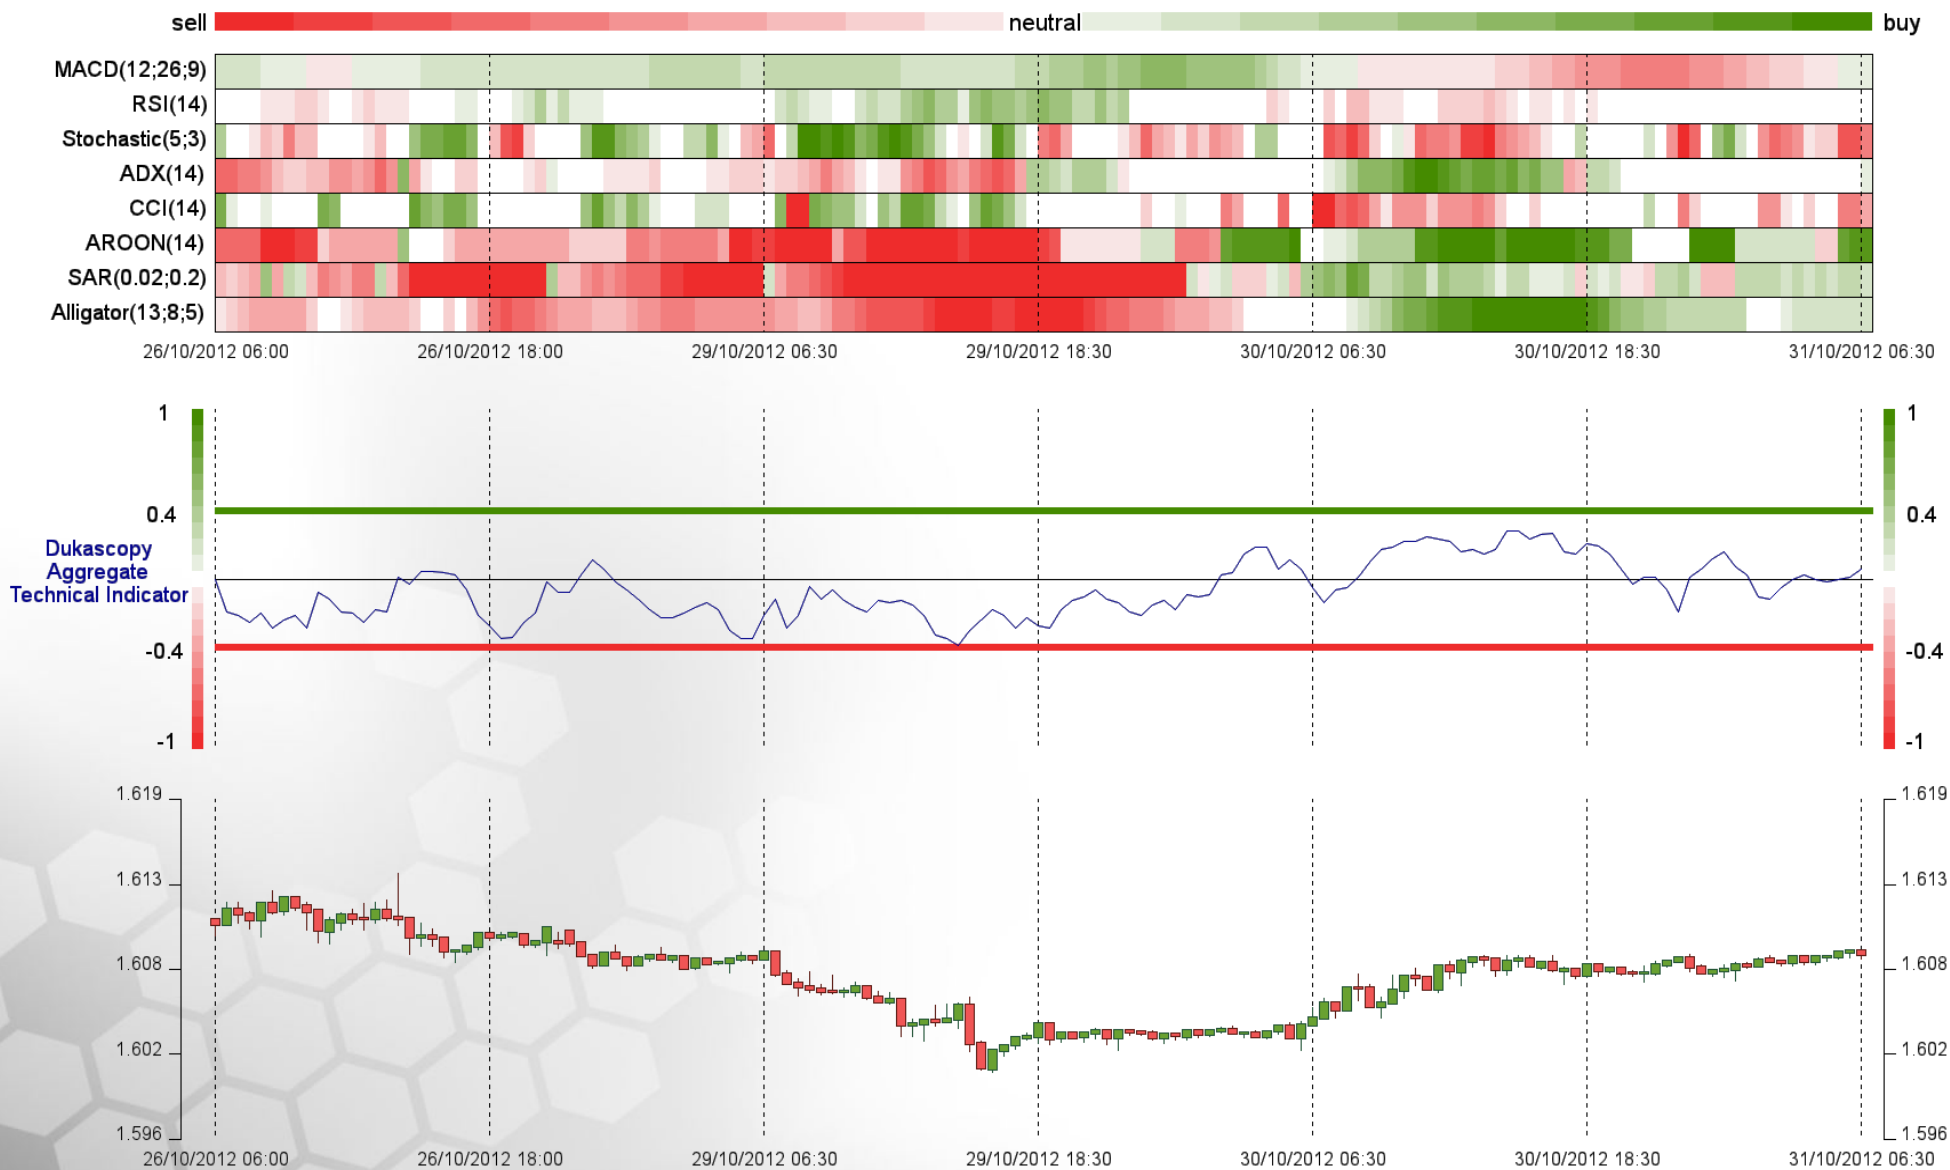 sell neutral buy
MACD(12;26;9)
RSI(14)
Stochastic(5;3)
ADX(14)
CCI(14)
AROON(14)
SAR(0.02;0.2)
Alligator(13;8;5)
26/10/2012 06:00 26/10/2012 18:00 29/10/2012 06:30 29/10/2012 18:30 30/10/2012 06:30 30/10/2012 18:30 31/10/2012 06:30
1 1
0.4 0.4
Dukascopy
Aggregate
Technical Indicator
-0.4 -0.4
-1 -1
1.619 1.619
1.613 1.613
1.608 1.608
1.602 1.602
1.596 1.596
26/10/2012 06:00 26/10/2012 18:00 29/10/2012 06:30 29/10/2012 18:30 30/10/2012 06:30 30/10/2012 18:30 31/10/2012 06:30